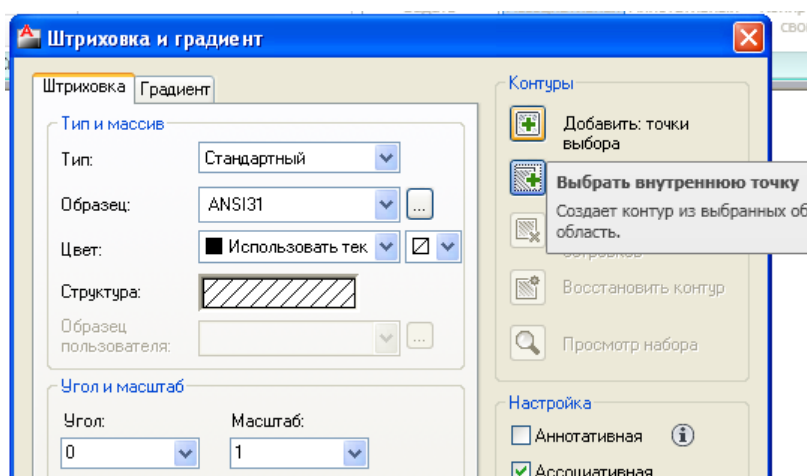 Штриховка и градиент
Штриховка Градиент
Тип и массив
Тип: Стандартный
Образец: ANSI31 ...
Цвет: Использовать тек
Структура:
Образец
пользователя: ...
Угол и масштаб
Угол: Масштаб:
0 1
Контуры
Добавить: точки
выбора
Выбрать внутреннюю точку
Создает контур из выбранных об
область.
Восстановить контур
Просмотр набора
Настройка
Аннотативная
Ассоциативная